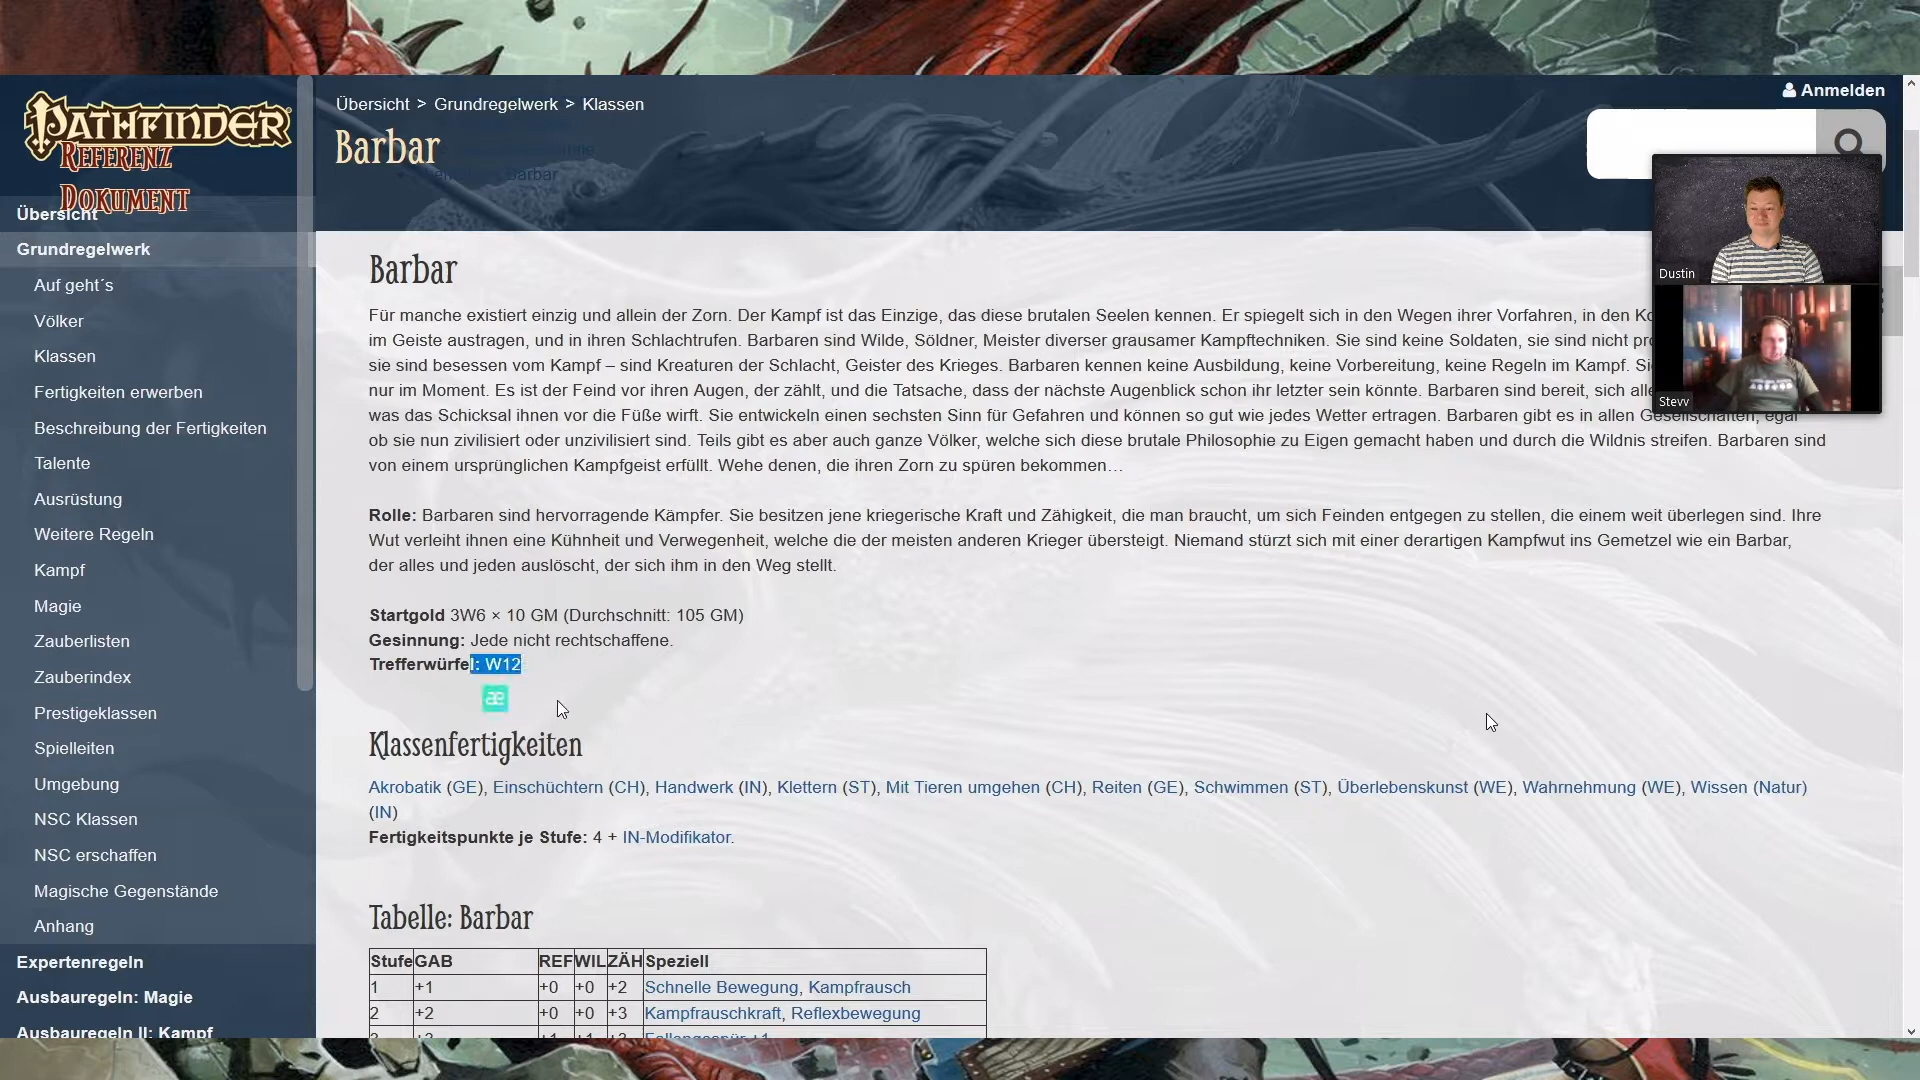 PATHFINDER
REFERENZ
DOKUMENT
Übersicht
Grundregelwerk
Auf geht´s
Völker
Klassen
Fertigkeiten erwerben
Beschreibung der Fertigkeiten
Talente
Ausrüstung
Weitere Regeln
Kampf
Magie
Zauberlisten
Zauberindex
Prestigeklassen
Spielleiten
Umgebung
NSC Klassen
NSC erschaffen
Magische Gegenstände
Anhang
Expertenregeln
Ausbauregeln: Magie
Ausbauregeln II: Kampf
Übersicht > Grundregelwerk > Klassen
Barbar
Anmelden
Dustin
Stevv
Barbar
Für manche existiert einzig und allein der Zorn. Der Kampf ist das Einzige, das diese brutalen Seelen kennen. Er spiegelt sich in den Wegen ihrer Vorfahren, in den
im Geiste austragen, und in ihren Schlachtrufen. Barbaren sind Wilde, Söldner, Meister diverser grausamer Kampftechniken. Sie sind keine Soldaten, sie sind nicht
sie sind besessen vom Kampf – sind Kreaturen der Schlacht, Geister des Krieges. Barbaren kennen keine Ausbildung, keine Vorbereitung, keine Regeln im Kampf.
nur im Moment. Es ist der Feind vor ihren Augen, der zählt, und die Tatsache, dass der nächste Augenblick schon ihr letzter sein könnte. Barbaren sind bereit, sich
was das Schicksal ihnen vor die Füße wirft. Sie entwickeln einen sechsten Sinn für Gefahren und können so gut wie jedes Wetter ertragen. Barbaren gibt es in allen Gesellschaften, egal
ob sie nun zivilisiert oder unzivilisiert sind. Teils gibt es aber auch ganze Völker, welche sich diese brutale Philosophie zu Eigen gemacht haben und durch die Wildnis streifen. Barbaren sind
von einem ursprünglichen Kampfgeist erfüllt. Wehe denen, die ihren Zorn zu spüren bekommen…
Rolle: Barbaren sind hervorragende Kämpfer. Sie besitzen jene kriegerische Kraft und Zähigkeit, die man braucht, um sich Feinden entgegen zu stellen, die einem weit überlegen sind. Ihre
Wut verleiht ihnen eine Kühnheit und Verwegenheit, welche die der meisten anderen Krieger übersteigt. Niemand stürzt sich mit einer derartigen Kampfwut ins Gemetzel wie ein Barbar,
der alles und jeden auslöscht, der sich ihm in den Weg stellt.
Startgold 3W6 × 10 GM (Durchschnitt: 105 GM)
Gesinnung: Jede nicht rechtschaffene.
Trefferwürfel: W12
æ
Klassenfertigkeiten
Akrobatik (GE), Einschüchtern (CH), Handwerk (IN), Klettern (ST), Mit Tieren umgehen (CH), Reiten (GE), Schwimmen (ST), Überlebenskunst (WE), Wahrnehmung (WE), Wissen (Natur)
(IN)
Fertigkeitspunkte je Stufe: 4 + IN-Modifikator.
Tabelle: Barbar
Stufe GAB REF WIL ZÄH Speziell
1 +1 +0 +0 +2 Schnelle Bewegung, Kampfrausch
2 +2 +0 +0 +3 Kampfrauschkraft, Reflexbewegung